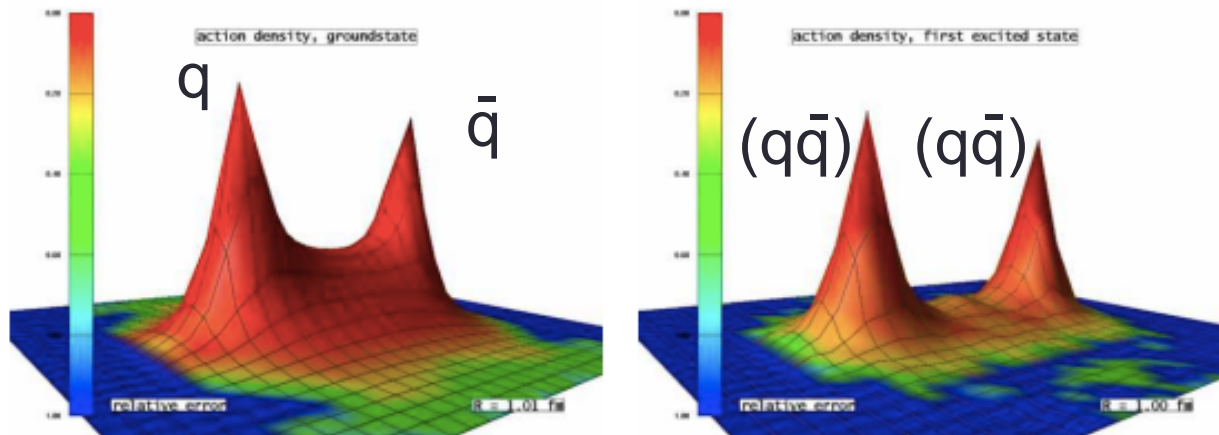 action density, groundstate
q
q̄
relative error
R = 1.01 fm
action density, first excited state
(qq̄)
(qq̄)
relative error
R = 1.00 fm